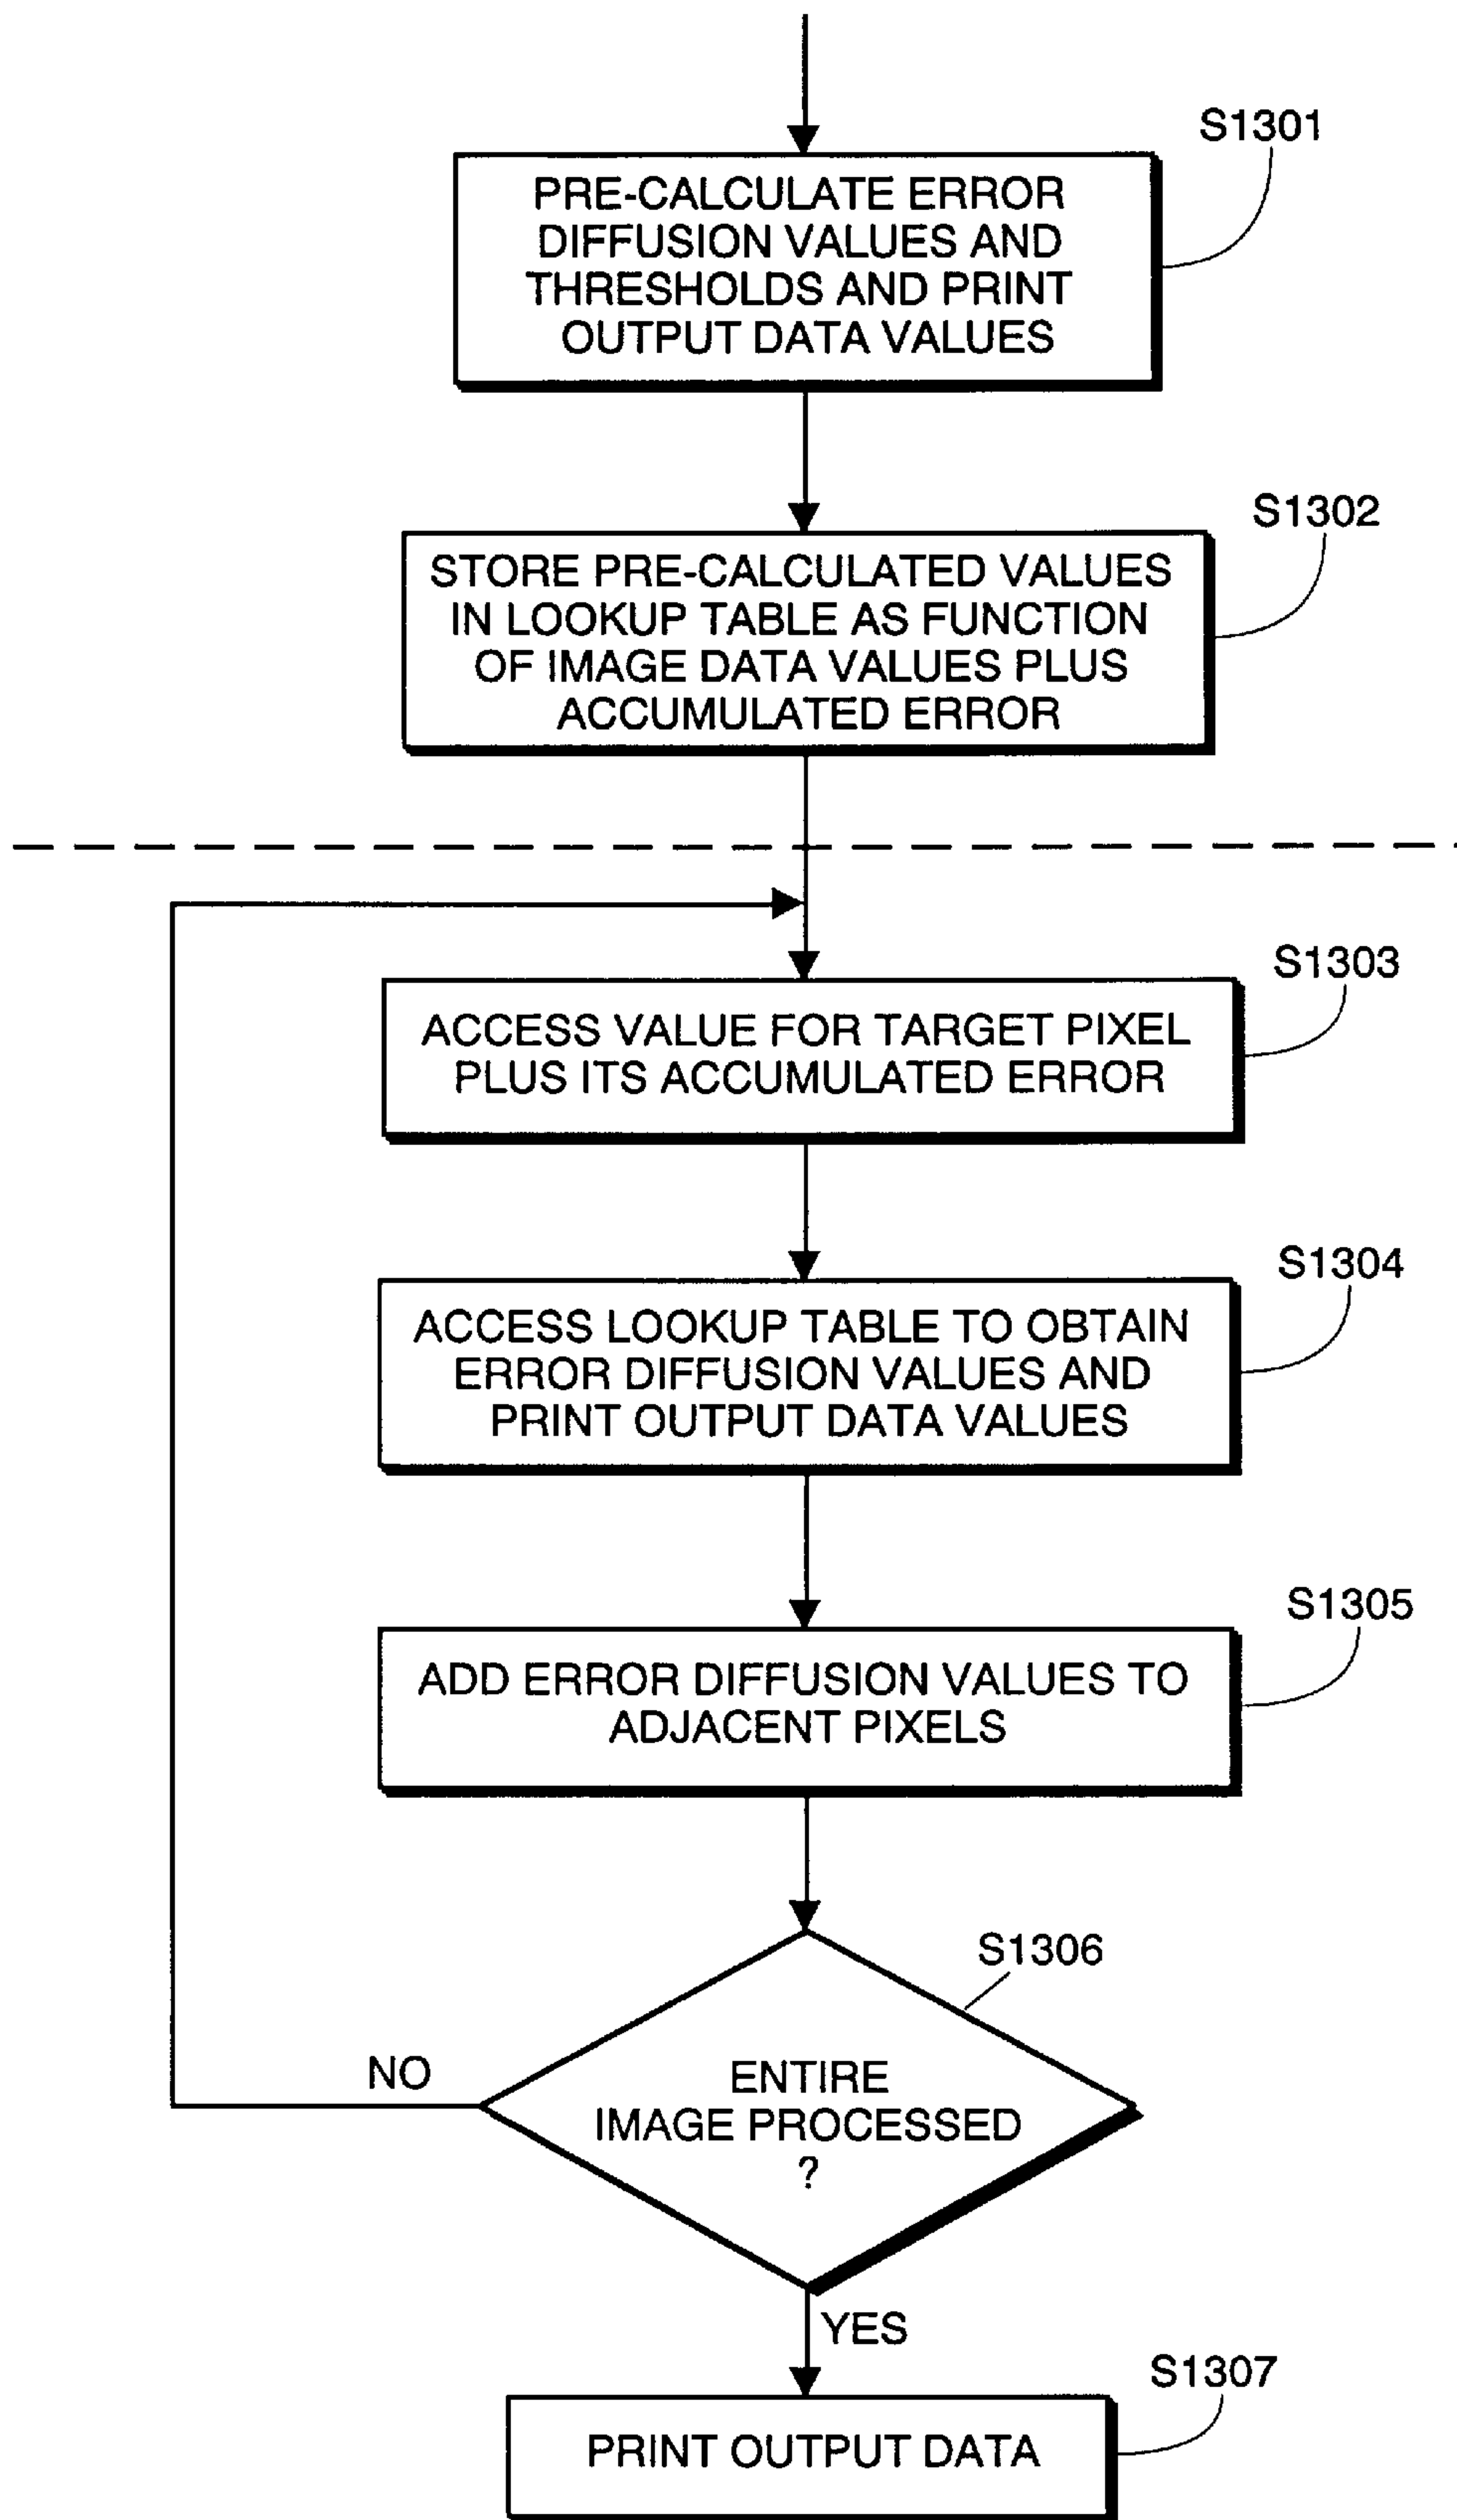 S1301
PRE-CALCULATE ERROR
DIFFUSION VALUES AND
THRESHOLDS AND PRINT
OUTPUT DATA VALUES
S1302
STORE PRE-CALCULATED VALUES
IN LOOKUP TABLE AS FUNCTION
OF IMAGE DATA VALUES PLUS
ACCUMULATED ERROR
S1303
ACCESS VALUE FOR TARGET PIXEL
PLUS ITS ACCUMULATED ERROR
S1304
ACCESS LOOKUP TABLE TO OBTAIN
ERROR DIFFUSION VALUES AND
PRINT OUTPUT DATA VALUES
S1305
ADD ERROR DIFFUSION VALUES TO
ADJACENT PIXELS
S1306
NO
ENTIRE
IMAGE PROCESSED
?
YES
S1307
PRINT OUTPUT DATA